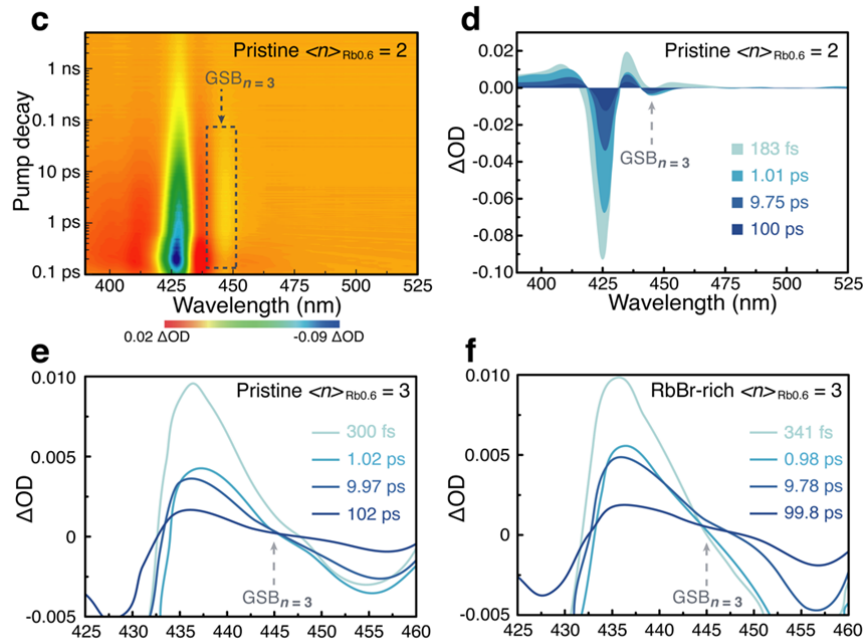 c
Pristine <n>Rb0.6 = 2
GSBn = 3
Pump decay
1 ns
0.1 ns
10 ps
1 ps
0.1 ps
400 425 450 475 500 525
Wavelength (nm)
0.02 ΔOD -0.09 ΔOD
d
Pristine <n>Rb0.6 = 2
ΔOD
0.02
0.00
-0.02
-0.04
-0.06
-0.08
-0.10
GSBn = 3
183 fs
1.01 ps
9.75 ps
100 ps
400 425 450 475 500 525
Wavelength (nm)
e
Pristine <n>Rb0.6 = 3
ΔOD
0.010
0.005
0
-0.005
300 fs
1.02 ps
9.97 ps
102 ps
GSBn = 3
425 430 435 440 445 450 455 460
f
RbBr-rich <n>Rb0.6 = 3
ΔOD
0.010
0.005
0
-0.005
341 fs
0.98 ps
9.78 ps
99.8 ps
GSBn = 3
425 430 435 440 445 450 455 460